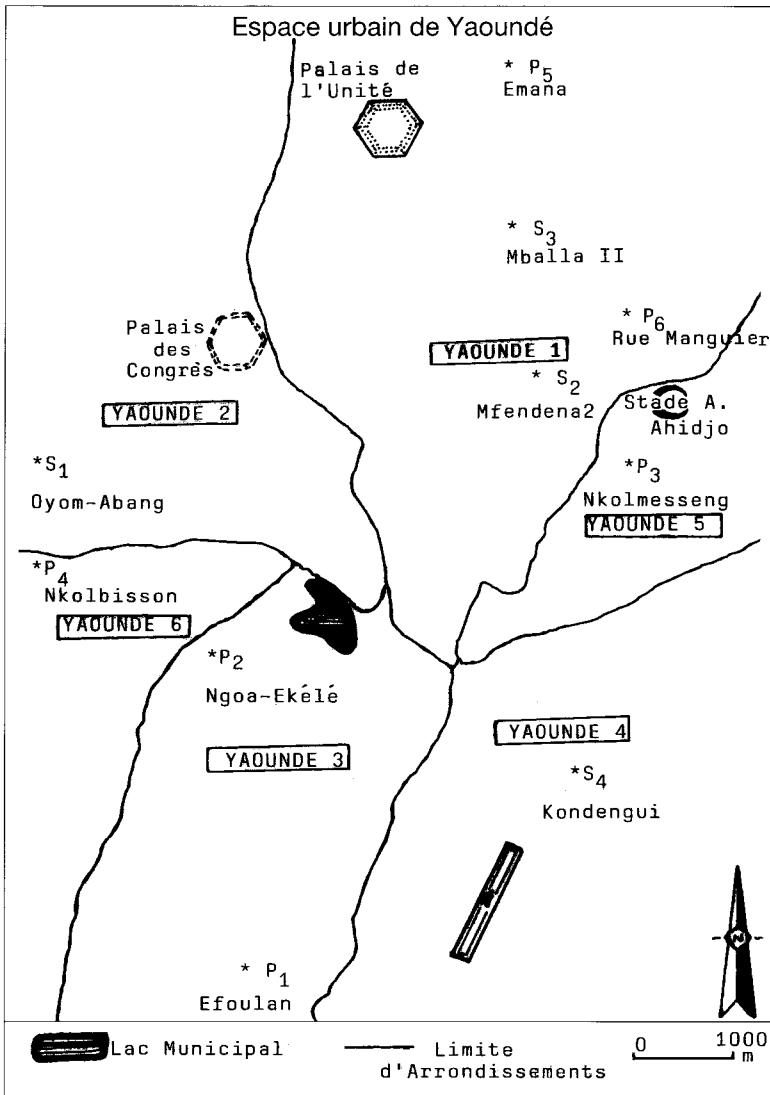 Espace urbain de Yaoundé
Palais de
l'Unité
* P5
Emana
* S3
Mballa II
* P6
Rue Manguier
Palais
des
Congrès
YAOUNDE 1
* S2
Mfendena2
Stade A.
Ahidjo
YAOUNDE 2
*S1
Oyom-Abang
*P3
Nkolmesseng
YAOUNDE 5
*P4
Nkolbisson
YAOUNDE 6
*P2
Ngoa-Ekélé
YAOUNDE 4
YAOUNDE 3
*S4
Kondengui
N
* P1
Efoulan
Lac Municipal
Limite
d'Arrondissements
0 1000
m